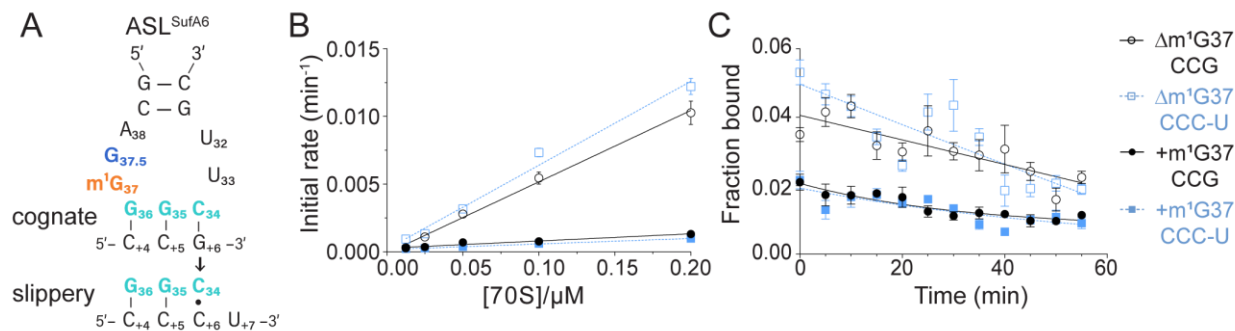 A
ASL^SufA6
5′ 3′
G – C
C – G
A38 U32
G37.5
m¹G37 U33
cognate G36 G35 C34
5′– C+4 C+5 G+6 –3′
slippery G36 G35 C34
5′– C+4 C+5 C+6 U+7 –3′
B
Initial rate (min⁻¹)
0.015
0.010
0.005
0.000
0.00 0.05 0.10 0.15 0.20
[70S]/µM
C
Fraction bound
0.06
0.04
0.02
0.00
0 20 40 60
Time (min)
Δm¹G37
CCG
Δm¹G37
CCC-U
+m¹G37
CCG
+m¹G37
CCC-U